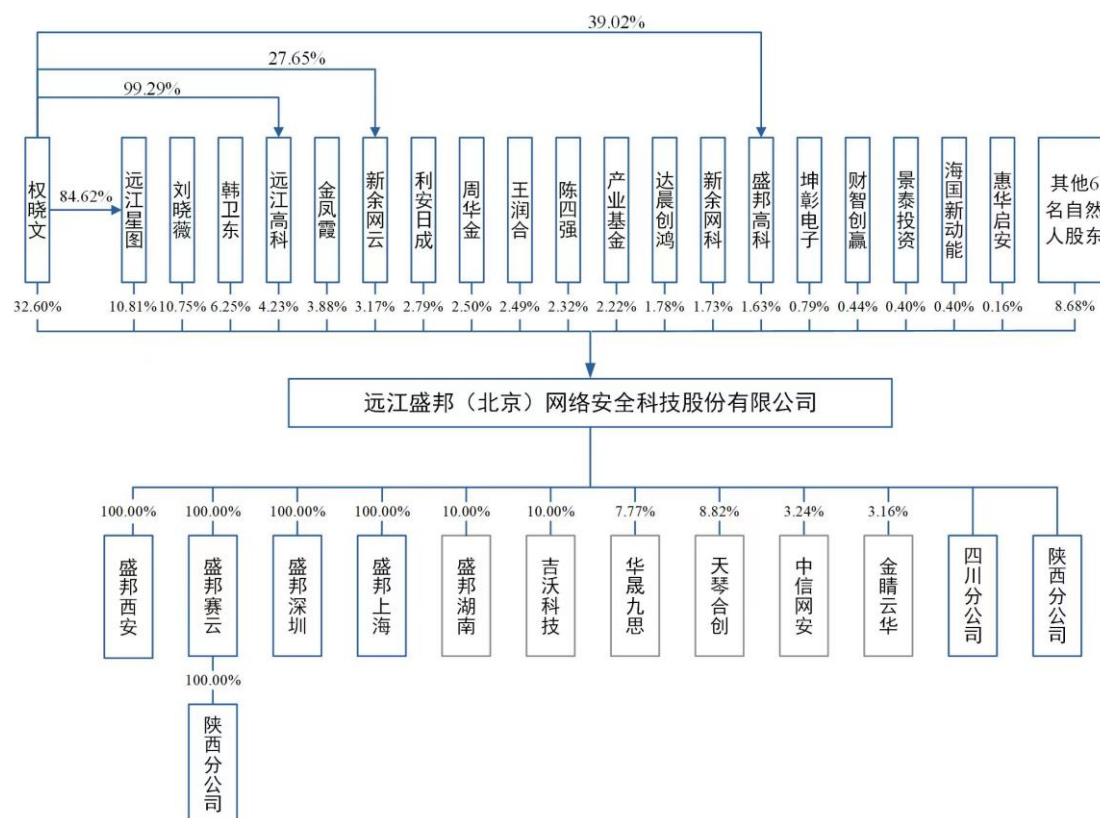 39.02%
27.65%
99.29%
权晓文
84.62%
远江星图
刘晓薇
韩卫东
远江高科
金凤霞
新余网云
利安日成
周华金
王润合
陈四强
产业基金
达晨创鸿
新余网科
盛邦高科
坤彰电子
财智创赢
景泰投资
海国新动能
惠华启安
其他6
名自然
人股东
32.60%
10.81%
10.75%
6.25%
4.23%
3.88%
3.17%
2.79%
2.50%
2.49%
2.32%
2.22%
1.78%
1.73%
1.63%
0.79%
0.44%
0.40%
0.40%
0.16%
8.68%
远江盛邦（北京）网络安全科技股份有限公司
100.00%
100.00%
100.00%
100.00%
10.00%
10.00%
7.77%
8.82%
3.24%
3.16%
盛邦西安
盛邦赛云
盛邦深圳
盛邦上海
盛邦湖南
吉沃科技
华晟九思
天琴合创
中信网安
金睛云华
四川分公司
陕西分公司
100.00%
陕西分公司